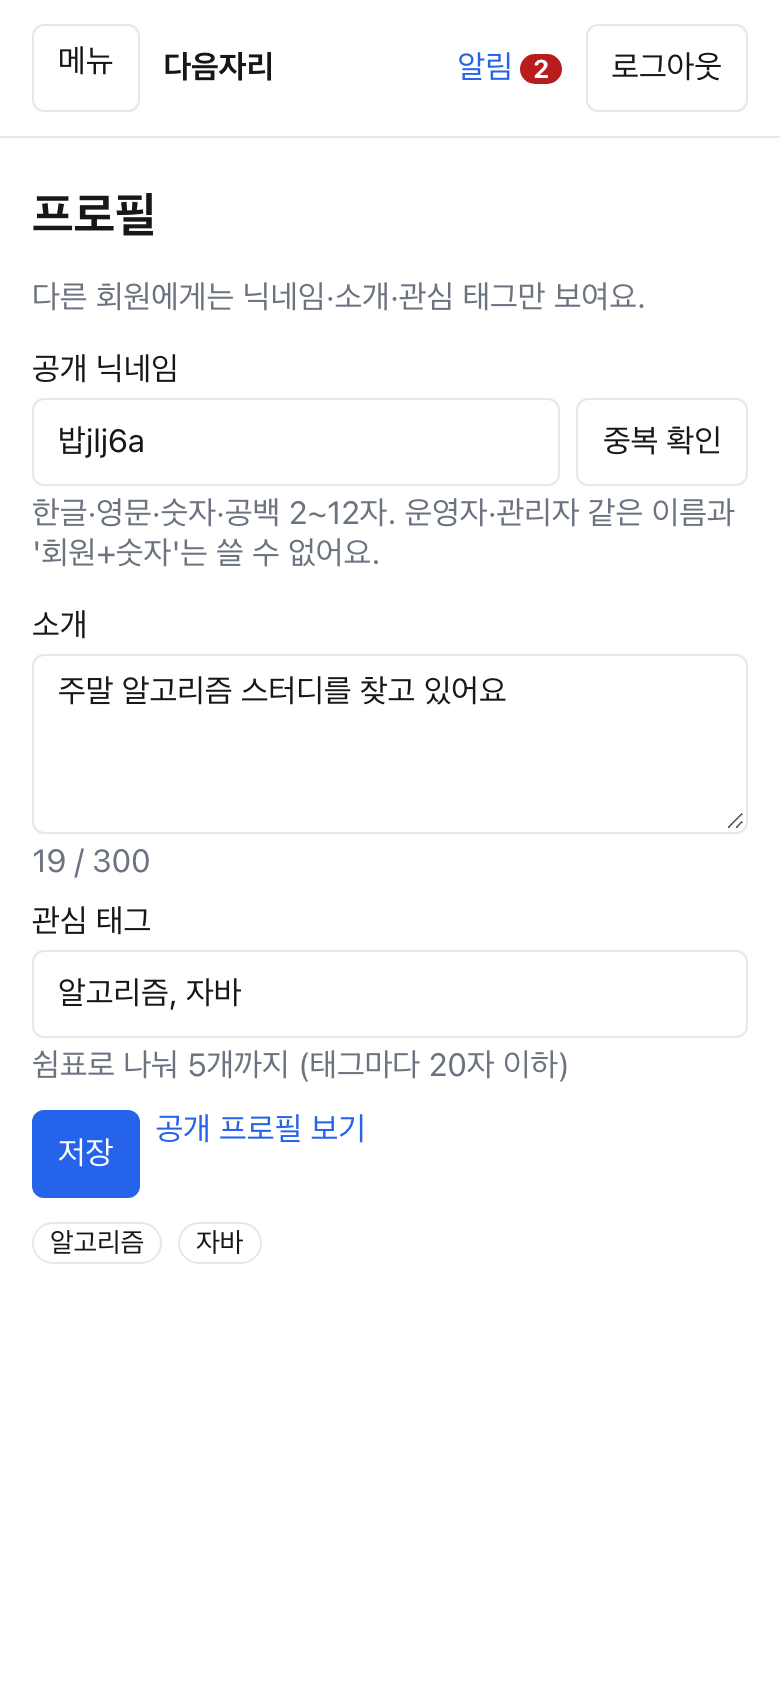 메뉴 다음자리 알림 2 로그아웃
프로필
다른 회원에게는 닉네임·소개·관심 태그만 보여요.
공개 닉네임
밥jlj6a 중복 확인
한글·영문·숫자·공백 2~12자. 운영자·관리자 같은 이름과
'회원+숫자'는 쓸 수 없어요.
소개
주말 알고리즘 스터디를 찾고 있어요
19 / 300
관심 태그
알고리즘, 자바
쉼표로 나눠 5개까지 (태그마다 20자 이하)
저장 공개 프로필 보기
알고리즘 자바